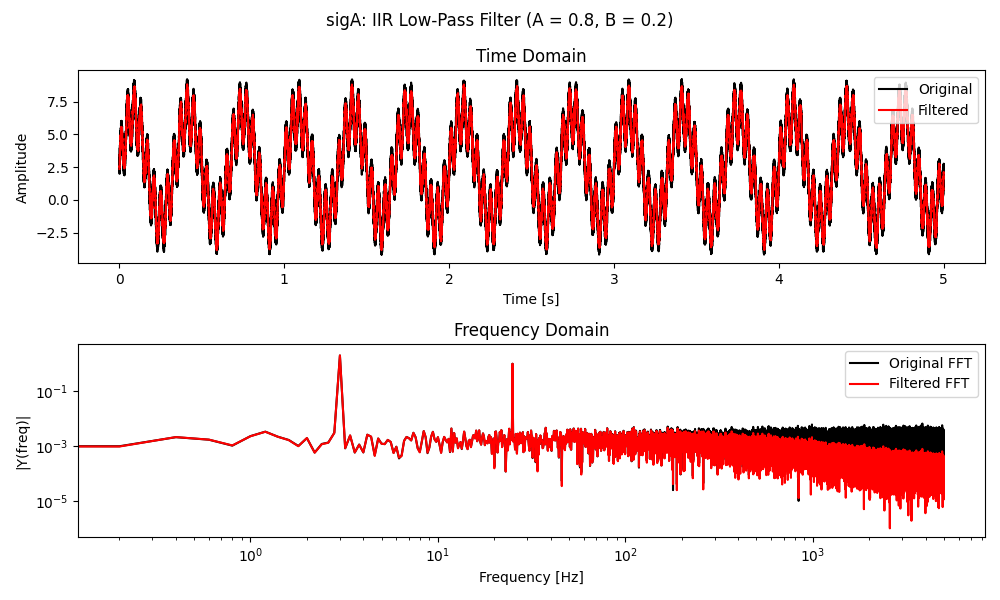 sigA: IIR Low-Pass Filter (A = 0.8, B = 0.2)
Time Domain
Amplitude
7.5
5.0
2.5
0.0
−2.5
Original
Filtered
0 1 2 3 4 5
Time [s]
Frequency Domain
|Y(freq)|
10⁻¹
10⁻³
10⁻⁵
Original FFT
Filtered FFT
10⁰ 10¹ 10² 10³
Frequency [Hz]